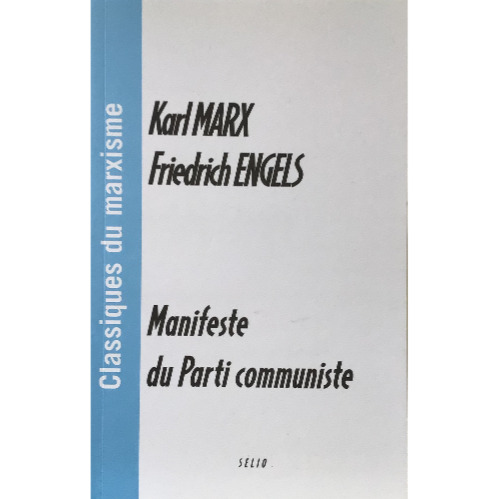 Classiques du marxisme
Karl MARX
Friedrich ENGELS
Manifeste
du Parti communiste
SELIO